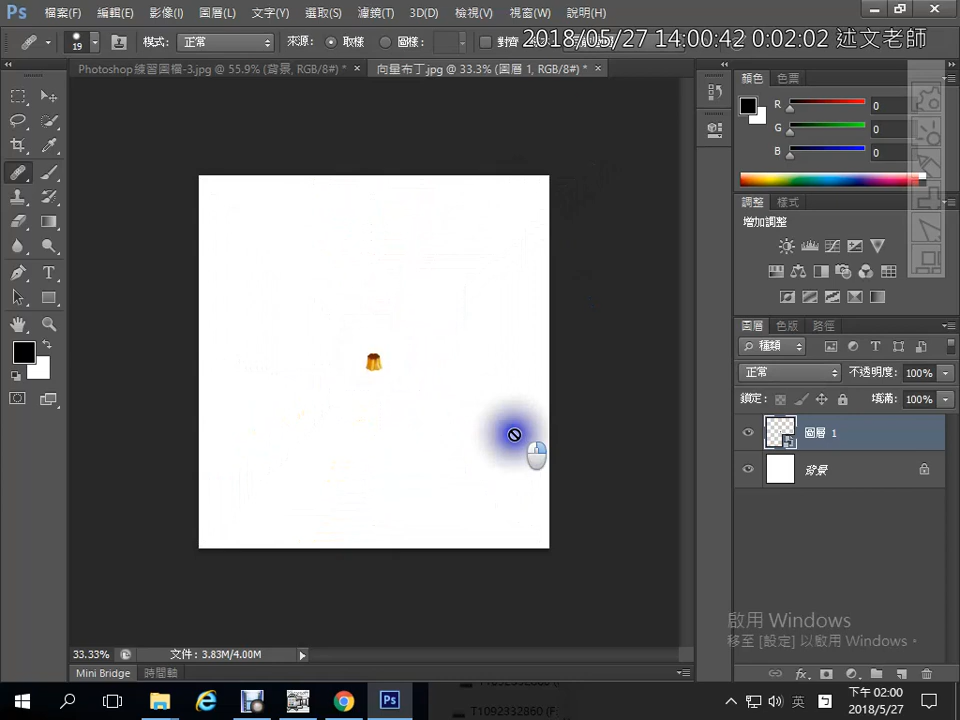 Ps 檔案(F) 編輯(E) 影像(I) 圖層(L) 文字(Y) 選取(S) 濾鏡(T) 3D(D) 檢視(V) 視窗(W) 說明(H)
19 模式: 正常 來源: 取樣 圖樣: 對齊
2018/05/27 14:00:42 0:02:02 述文老師
Photoshop練習圖檔-3.jpg @ 55.9% (背景, RGB/8#) * ×
向量布丁.jpg @ 33.3% (圖層 1, RGB/8#) * ×
顏色 色票
R 0
G 0
B 0
調整 樣式
增加調整
圖層 色版 路徑
種類 T
正常 不透明度: 100%
鎖定: 填滿: 100%
圖層 1
背景
啟用 Windows
移至 [設定] 以啟用 Windows。
33.33% 文件: 3.83M/4.00M
fx
Mini Bridge 時間軸
T1092332860 (F:
英 下午 02:00
2018/5/27